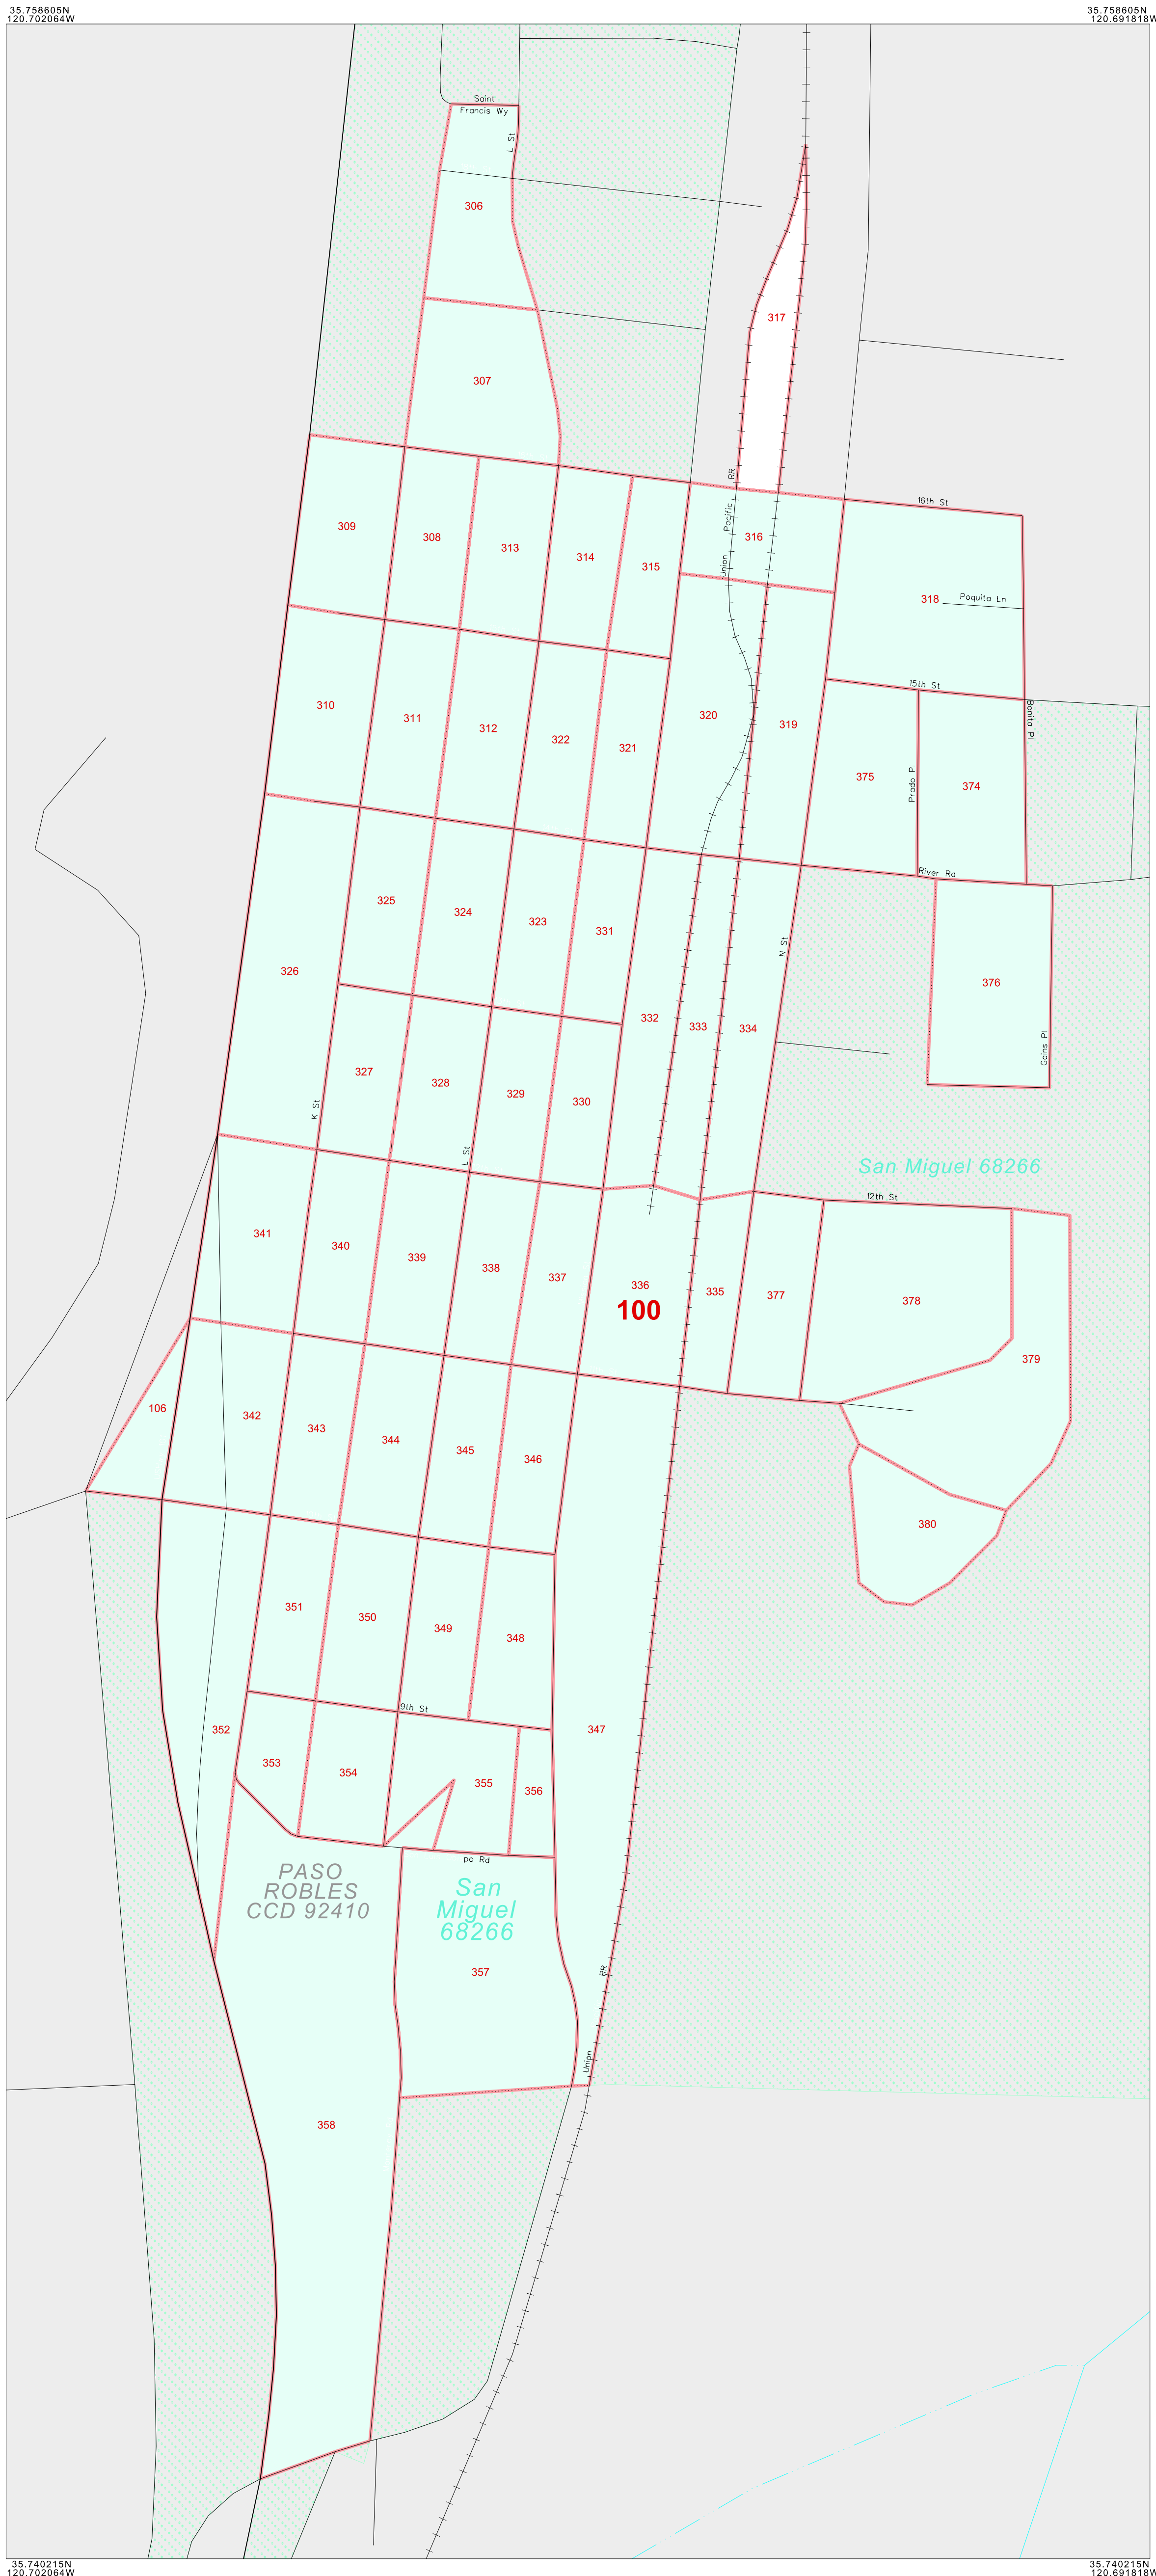 35.758605N
120.702064W
35.758605N
120.691818W
Saint
Francis Wy
L St
306
317
307
RR
16th St
309
308
313
314
315
Pacific
Union
316
318
Paquita Ln
310
311
312
322
321
320
319
15th St
Bonita Pl
375
Prado Pl
374
River Rd
325
324
323
331
326
332
333
334
N St
376
Gains Pl
327
328
329
330
K St
L St
San Miguel 68266
12th St
341
340
339
338
337
336
100
335
377
378
379
106
342
343
344
345
346
380
351
350
349
348
352
9th St
347
353
354
355
356
po Rd
PASO
ROBLES
CCD 92410
San
Miguel
68266
357
RR
Union
358
35.740215N
120.702064W
35.740215N
120.691818W